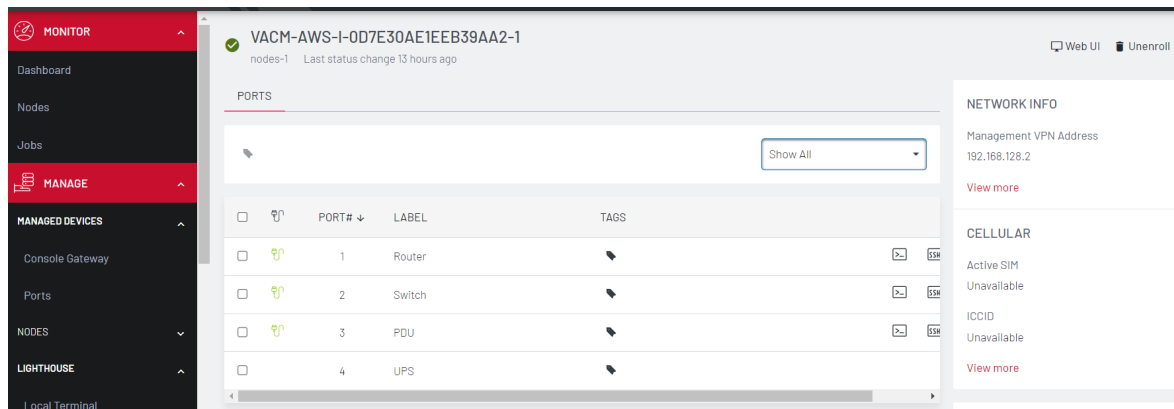 MONITOR
Dashboard
Nodes
Jobs
MANAGE
MANAGED DEVICES
Console Gateway
Ports
NODES
LIGHTHOUSE
Local Terminal
VACM-AWS-I-0D7E30AE1EEB39AA2-1
nodes-1 Last status change 13 hours ago
Web UI Unenroll
PORTS
Show All
PORT# LABEL TAGS
1 Router SSH
2 Switch SSH
3 PDU SSH
4 UPS
NETWORK INFO
Management VPN Address
192.168.128.2
View more
CELLULAR
Active SIM
Unavailable
ICCID
Unavailable
View more